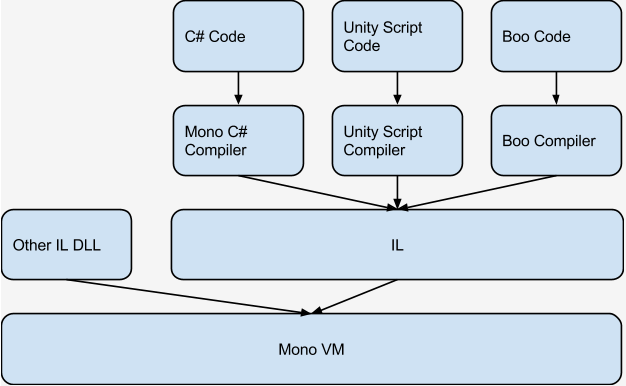 C# Code
Unity Script
Code
Boo Code
Mono C#
Compiler
Unity Script
Compiler
Boo Compiler
Other IL DLL
IL
Mono VM